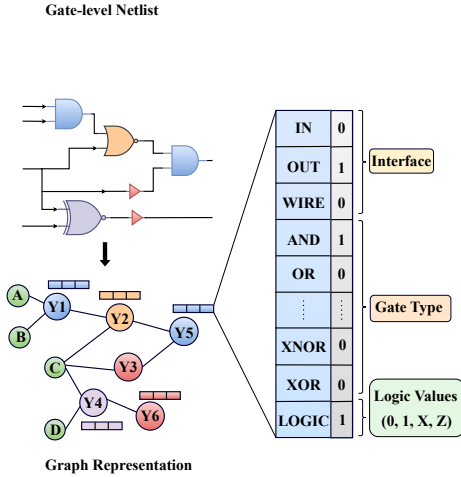 Gate-level Netlist
IN 0
OUT 1
WIRE 0
AND 1
OR 0
XNOR 0
XOR 0
LOGIC 1
Interface
Gate Type
Logic Values
(0, 1, X, Z)
A
B
C
D
Y1
Y2
Y3
Y4
Y5
Y6
Graph Representation